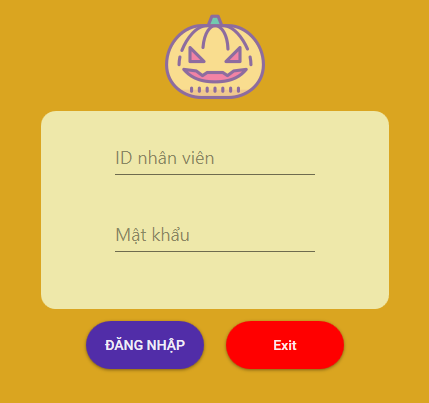 ID nhân viên
Mật khẩu
ĐĂNG NHẬP
Exit